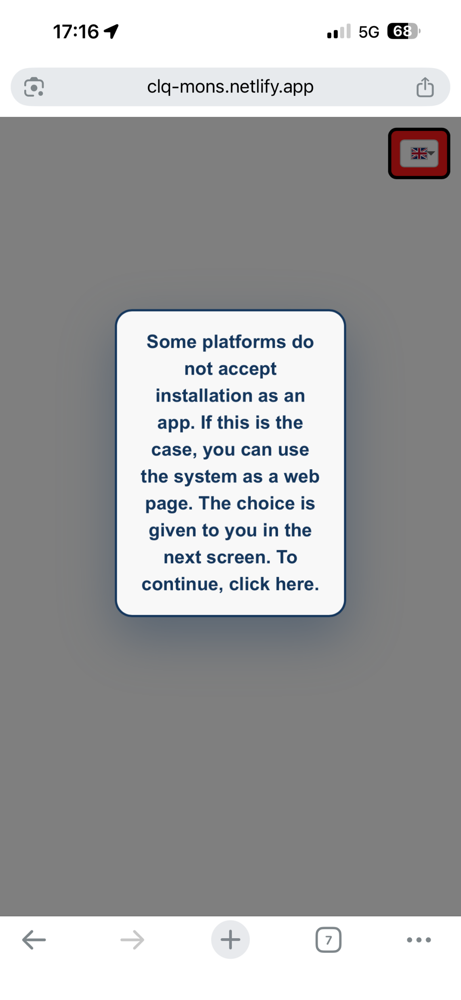 17:16 5G 68
clq-mons.netlify.app
Some platforms do
not accept
installation as an
app. If this is the
case, you can use
the system as a web
page. The choice is
given to you in the
next screen. To
continue, click here.
7